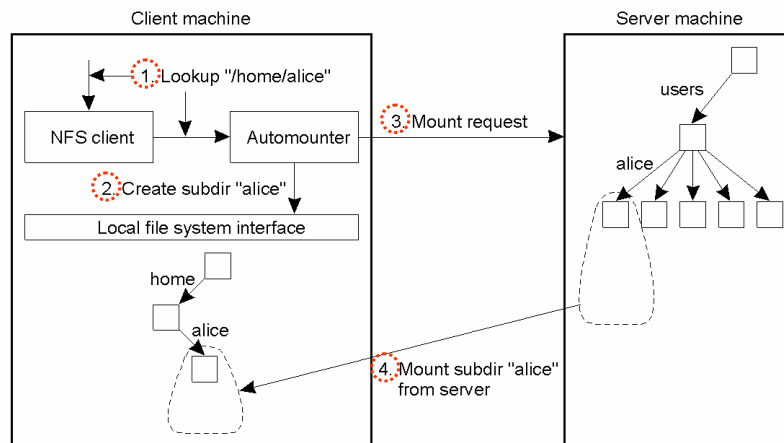 Client machine
Server machine
1. Lookup "/home/alice"
users
NFS client
Automounter
3. Mount request
alice
2. Create subdir "alice"
Local file system interface
home
alice
4. Mount subdir "alice"
from server